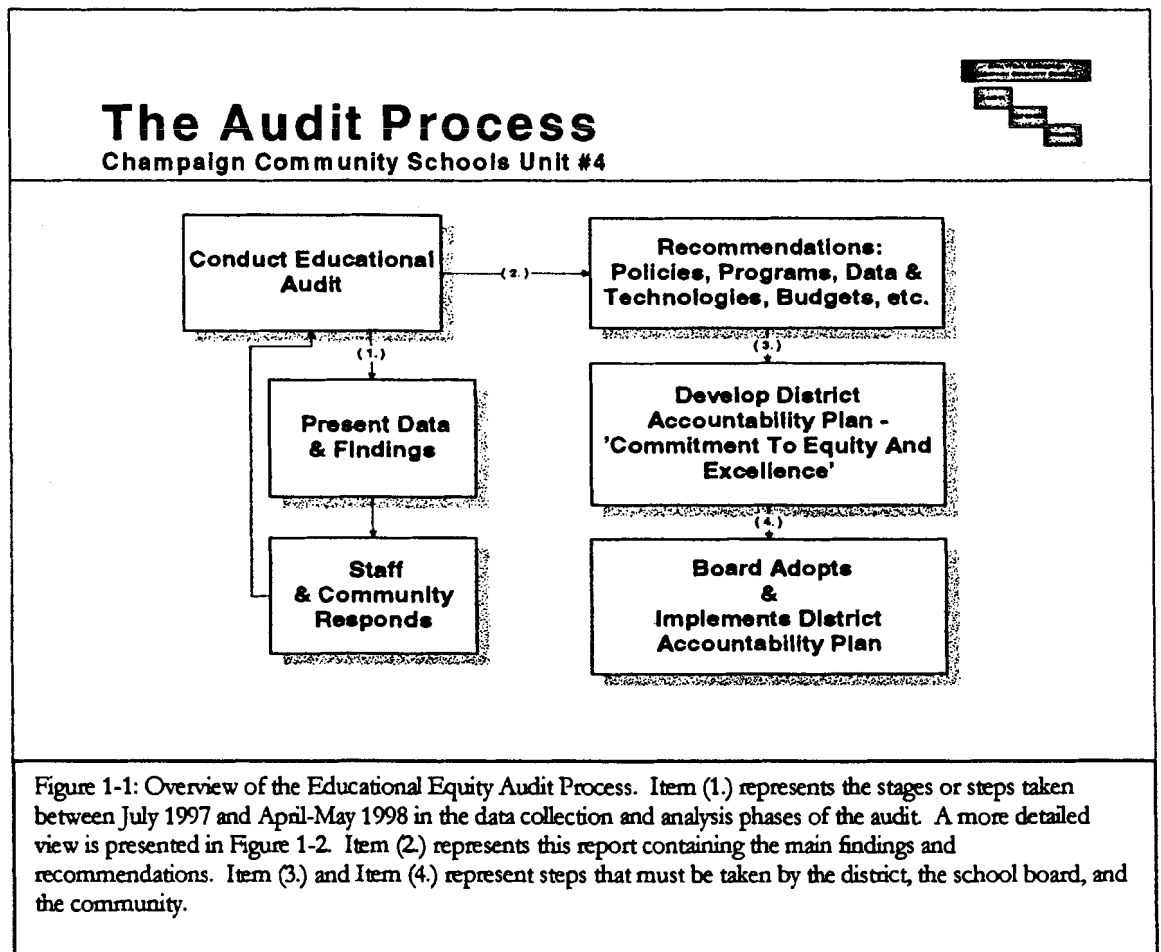 The Audit Process
Champaign Community Schools Unit #4
Conduct Educational
Audit
(2.)
Recommendations:
Policies, Programs, Data &
Technologies, Budgets, etc.
(1.)
(3.)
Present Data
& Findings
Develop District
Accountability Plan -
'Commitment To Equity And
Excellence'
(4.)
Staff
& Community
Responds
Board Adopts
&
Implements District
Accountability Plan
Figure 1-1: Overview of the Educational Equity Audit Process. Item (1.) represents the stages or steps taken
between July 1997 and April-May 1998 in the data collection and analysis phases of the audit. A more detailed
view is presented in Figure 1-2. Item (2.) represents this report containing the main findings and
recommendations. Item (3.) and Item (4.) represent steps that must be taken by the district, the school board, and
the community.